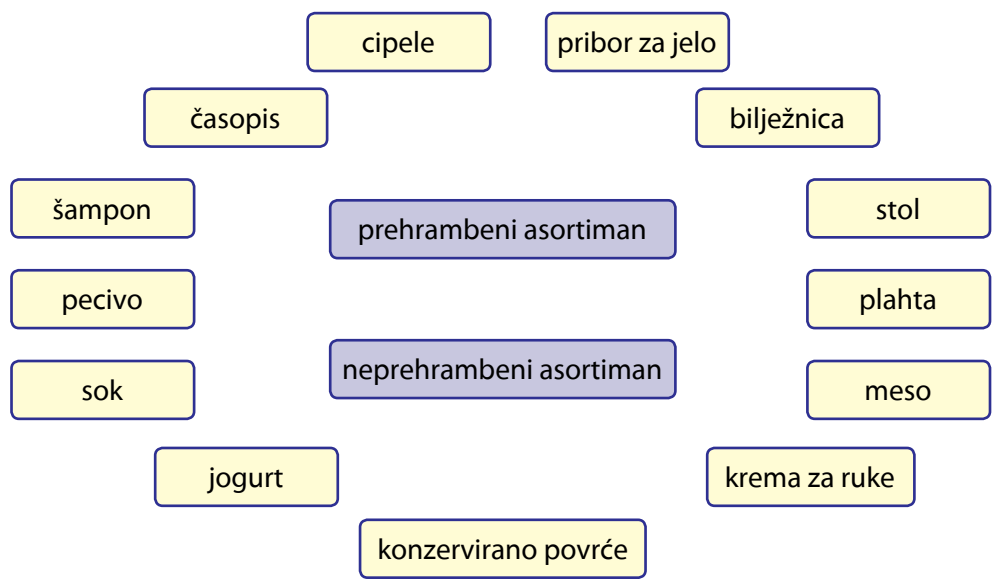 cipele
pribor za jelo
časopis
bilježnica
šampon
prehrambeni asortiman
stol
pecivo
plahta
neprehrambeni asortiman
sok
meso
jogurt
krema za ruke
konzervirano povrće